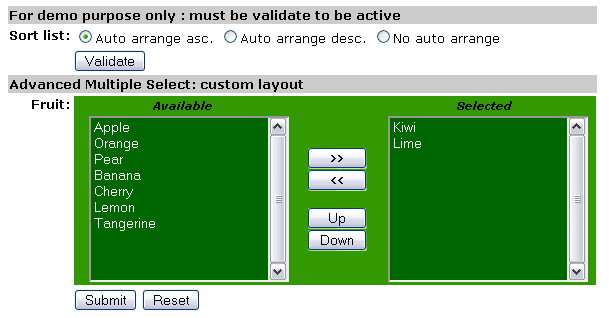 For demo purpose only : must be validate to be active
Sort list: Auto arrange asc. Auto arrange desc. No auto arrange
Validate
Advanced Multiple Select: custom layout
Fruit: Available Selected
Apple Kiwi
Orange Lime
Pear >>
Banana <<
Cherry
Lemon
Tangerine Up
Down
Submit Reset